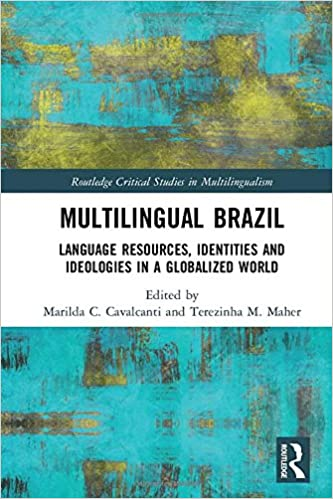 Routledge Critical Studies in Multilingualism
MULTILINGUAL BRAZIL
LANGUAGE RESOURCES, IDENTITIES AND
IDEOLOGIES IN A GLOBALIZED WORLD
Edited by
Marilda C. Cavalcanti and Terezinha M. Maher
R
ROUTLEDGE